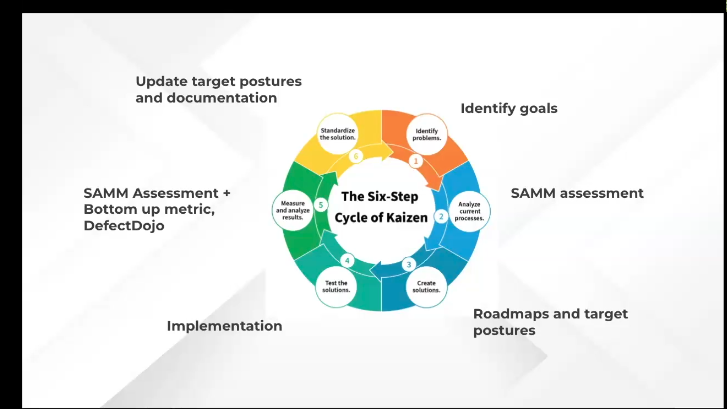 Update target postures
and documentation
Identify goals
Standardize
the solution.
Identify
problems.
6
1
SAMM Assessment +
Bottom up metric,
DefectDojo
Measure
and analyze
results.
5
The Six-Step
Cycle of Kaizen
2
Analyze
current
processes.
SAMM assessment
4
3
Test the
solutions.
Create
solutions.
Implementation
Roadmaps and target
postures